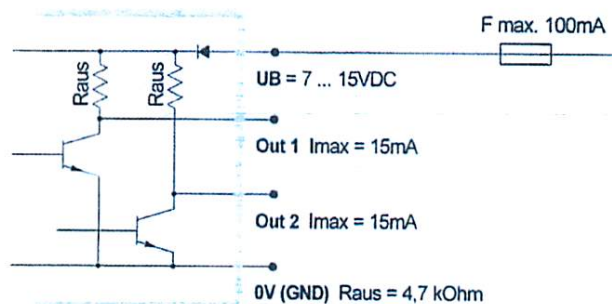 F max. 100mA
Raus
Raus
UB = 7 ... 15VDC
Out 1 Imax = 15mA
Out 2 Imax = 15mA
0V (GND) Raus = 4,7 kOhm